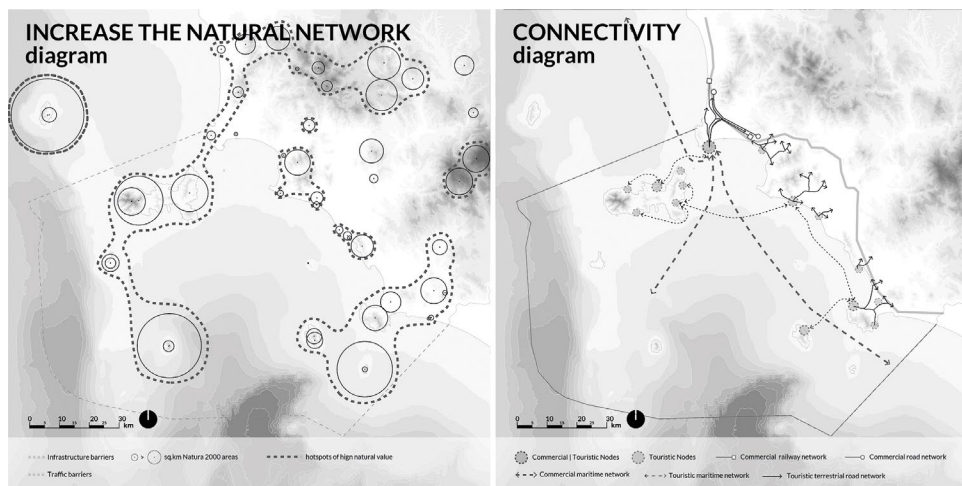 INCREASE THE NATURAL NETWORK
diagram
0 10 20 30
5 15 25 km
Infrastructure barriers
sq.km Natura 2000 areas
hotspots of hign natural value
Traffic barriers
CONNECTIVITY
diagram
0 10 20 30
5 15 25 km
Commercial | Touristic Nodes
Touristic Nodes
Commercial railway network
Commercial road network
Commercial maritime network
Touristic maritime network
Touristic terrestrial road network